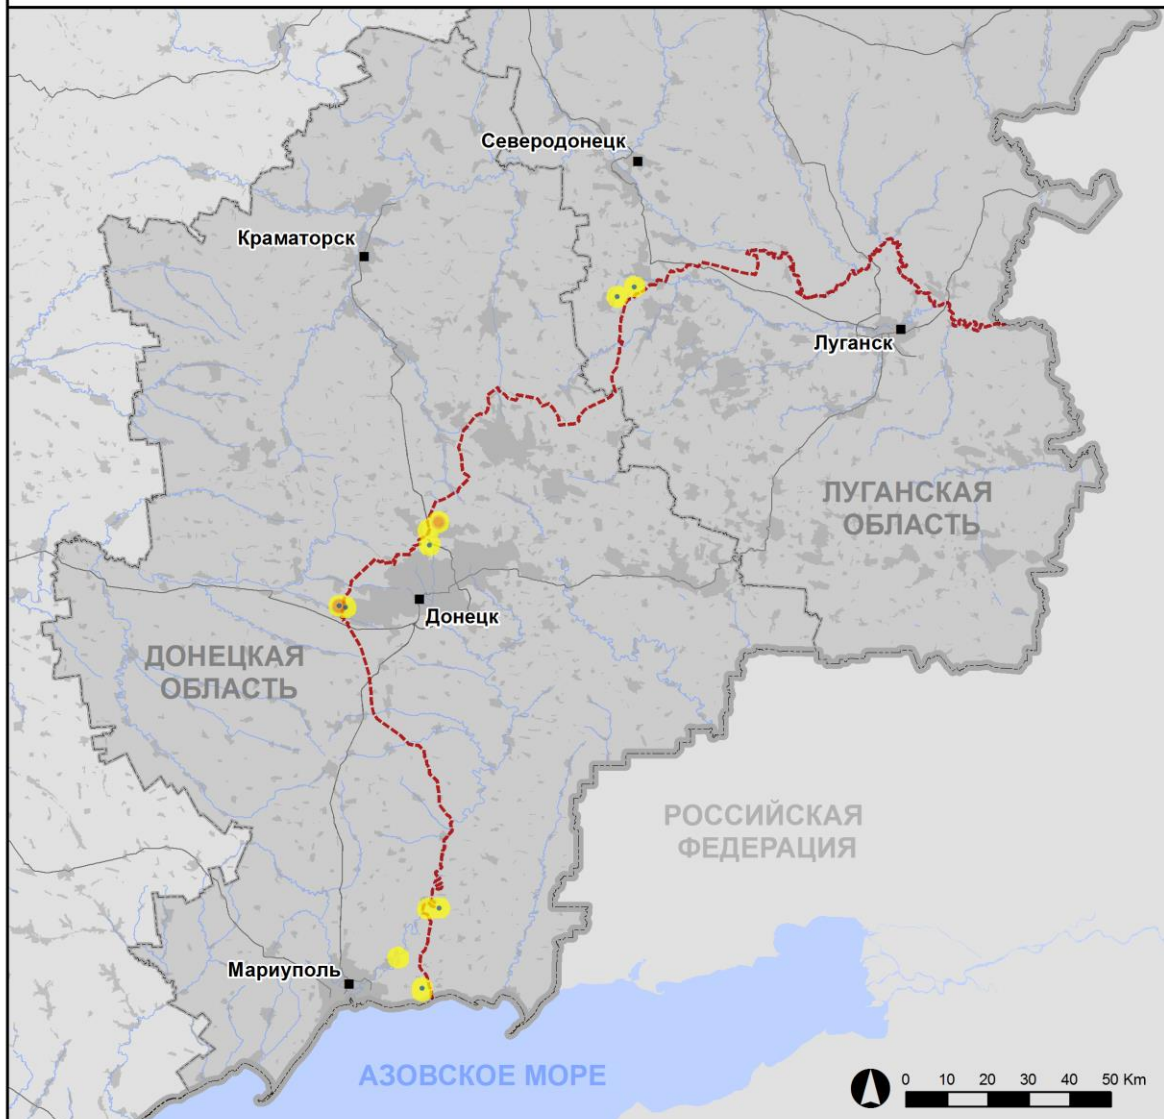 Северодонецк
Краматорск
Луганск
ЛУГАНСКАЯ
ОБЛАСТЬ
Донецк
ДОНЕЦКАЯ
ОБЛАСТЬ
РОССИЙСКАЯ
ФЕДЕРАЦИЯ
Мариуполь
АЗОВСКОЕ МОРЕ
0 10 20 30 40 50 Km